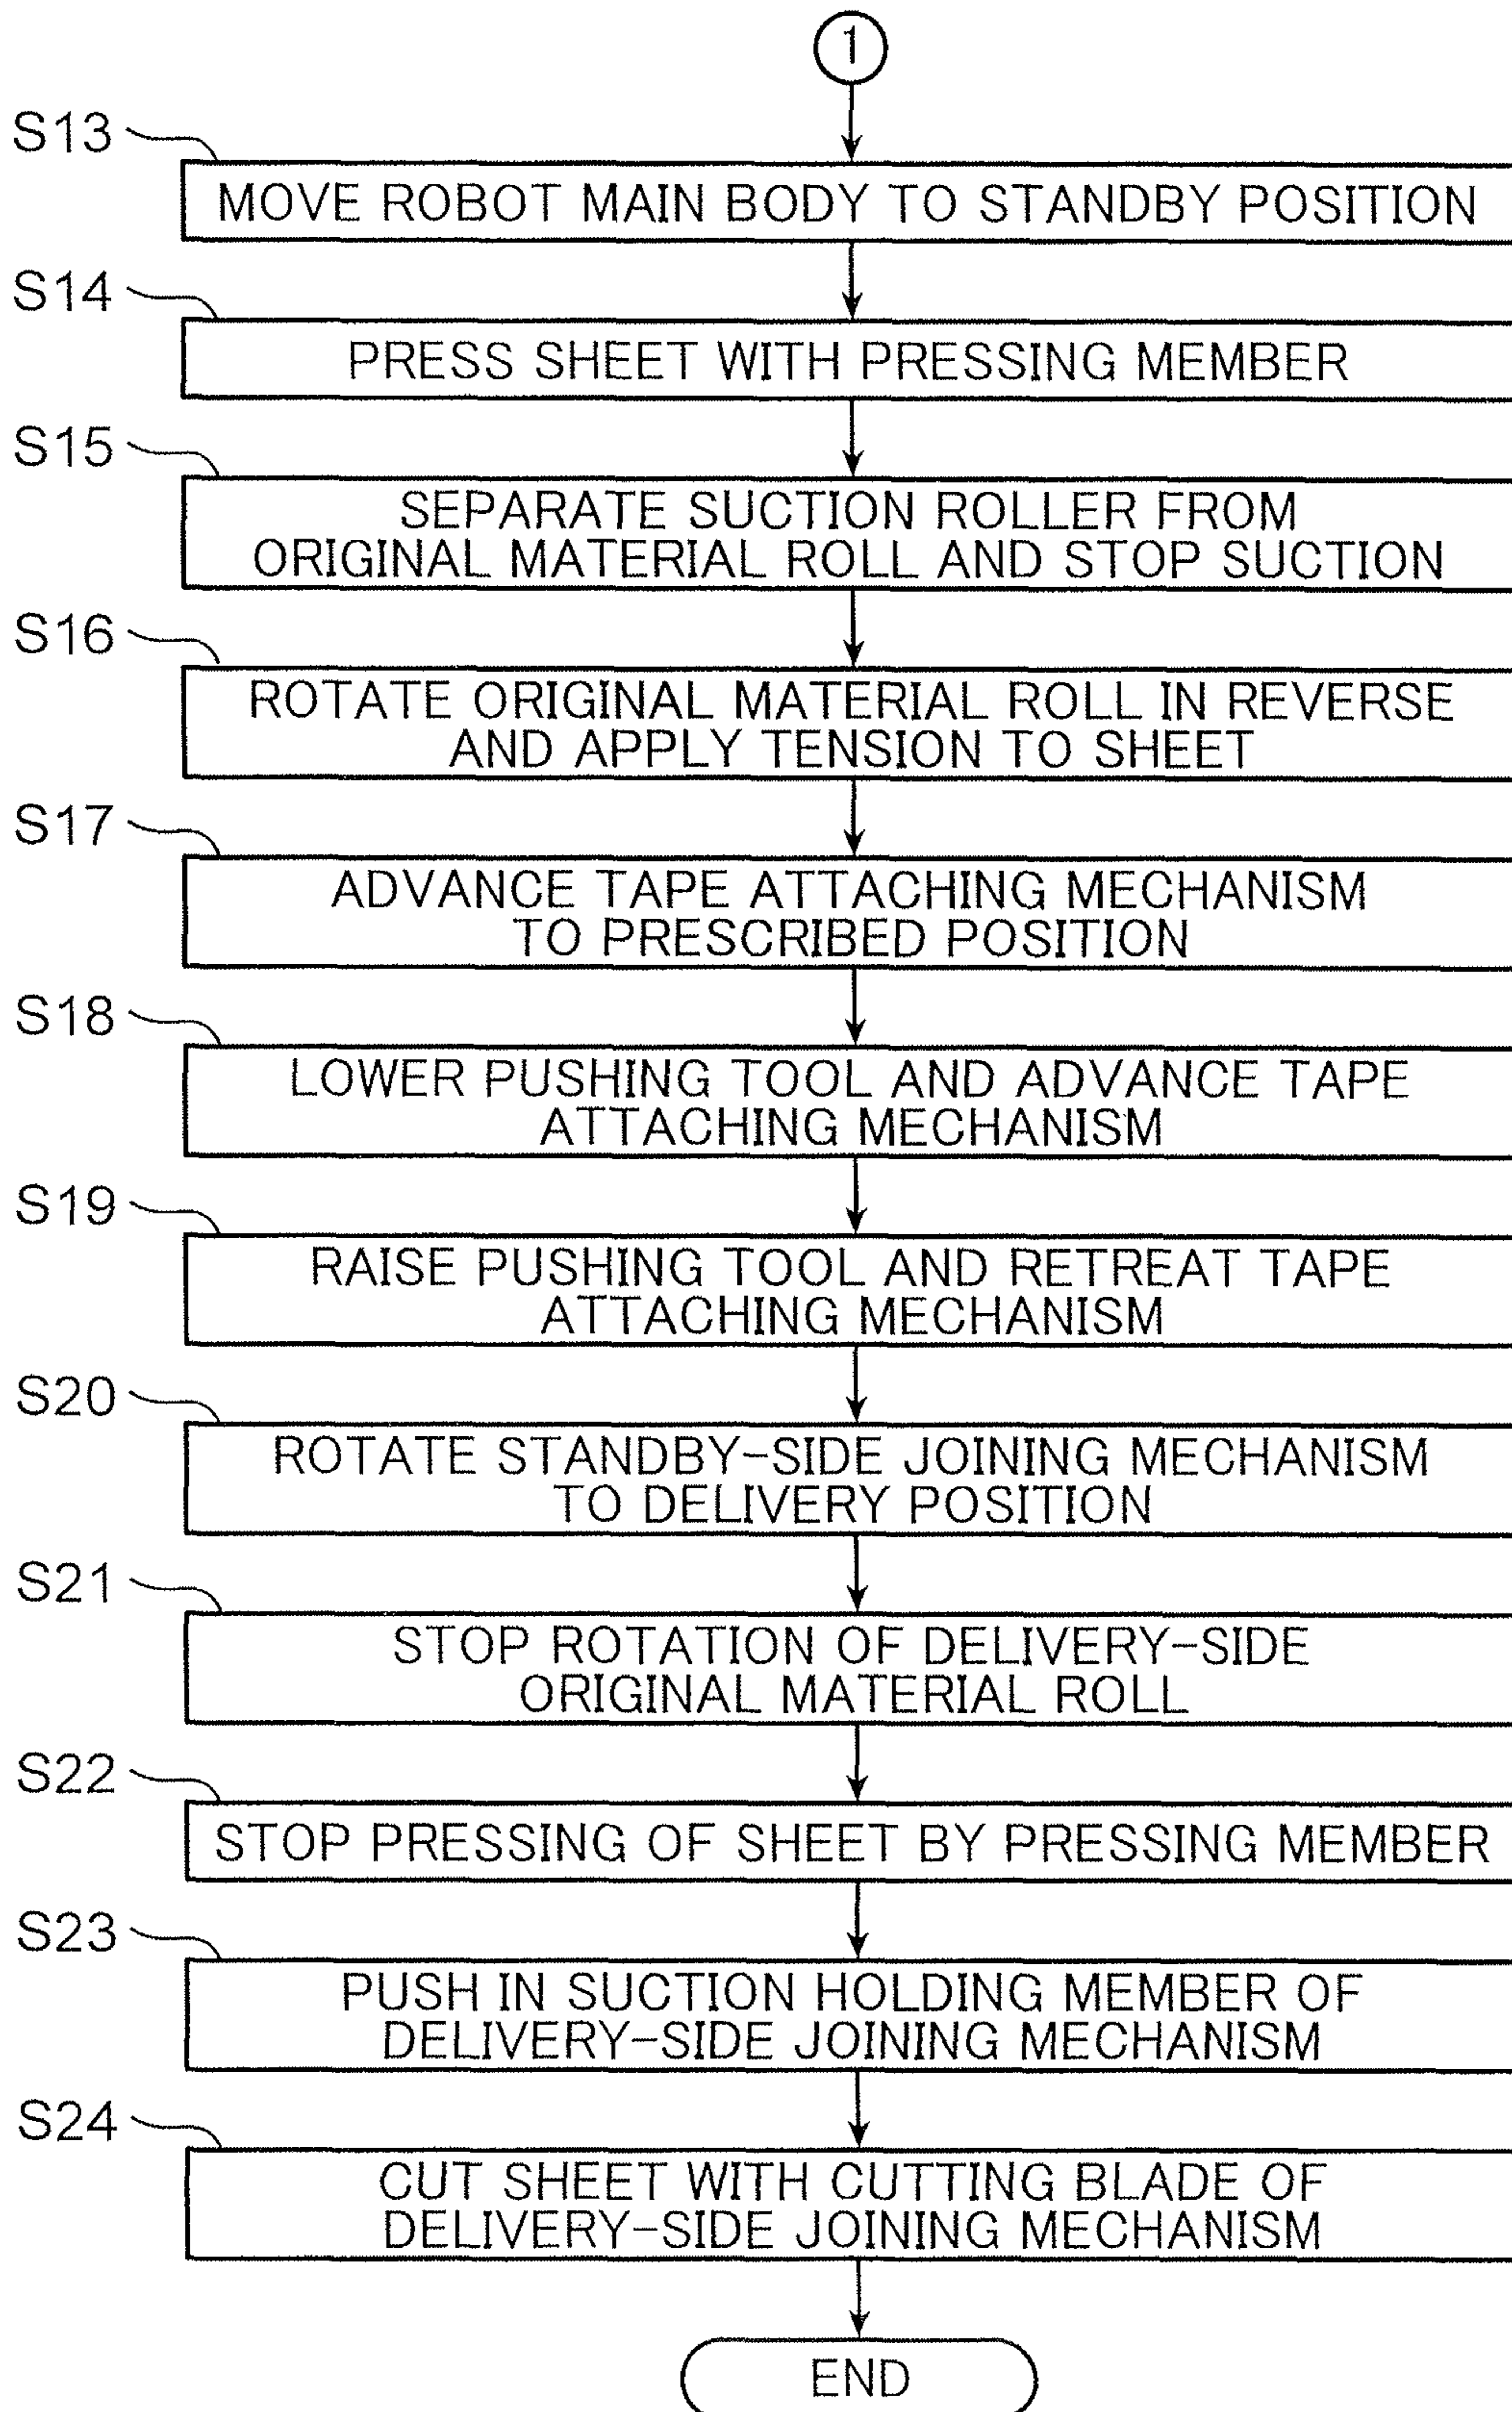 1
S13
MOVE ROBOT MAIN BODY TO STANDBY POSITION
S14
PRESS SHEET WITH PRESSING MEMBER
S15
SEPARATE SUCTION ROLLER FROM
ORIGINAL MATERIAL ROLL AND STOP SUCTION
S16
ROTATE ORIGINAL MATERIAL ROLL IN REVERSE
AND APPLY TENSION TO SHEET
S17
ADVANCE TAPE ATTACHING MECHANISM
TO PRESCRIBED POSITION
S18
LOWER PUSHING TOOL AND ADVANCE TAPE
ATTACHING MECHANISM
S19
RAISE PUSHING TOOL AND RETREAT TAPE
ATTACHING MECHANISM
S20
ROTATE STANDBY-SIDE JOINING MECHANISM
TO DELIVERY POSITION
S21
STOP ROTATION OF DELIVERY-SIDE
ORIGINAL MATERIAL ROLL
S22
STOP PRESSING OF SHEET BY PRESSING MEMBER
S23
PUSH IN SUCTION HOLDING MEMBER OF
DELIVERY-SIDE JOINING MECHANISM
S24
CUT SHEET WITH CUTTING BLADE OF
DELIVERY-SIDE JOINING MECHANISM
END